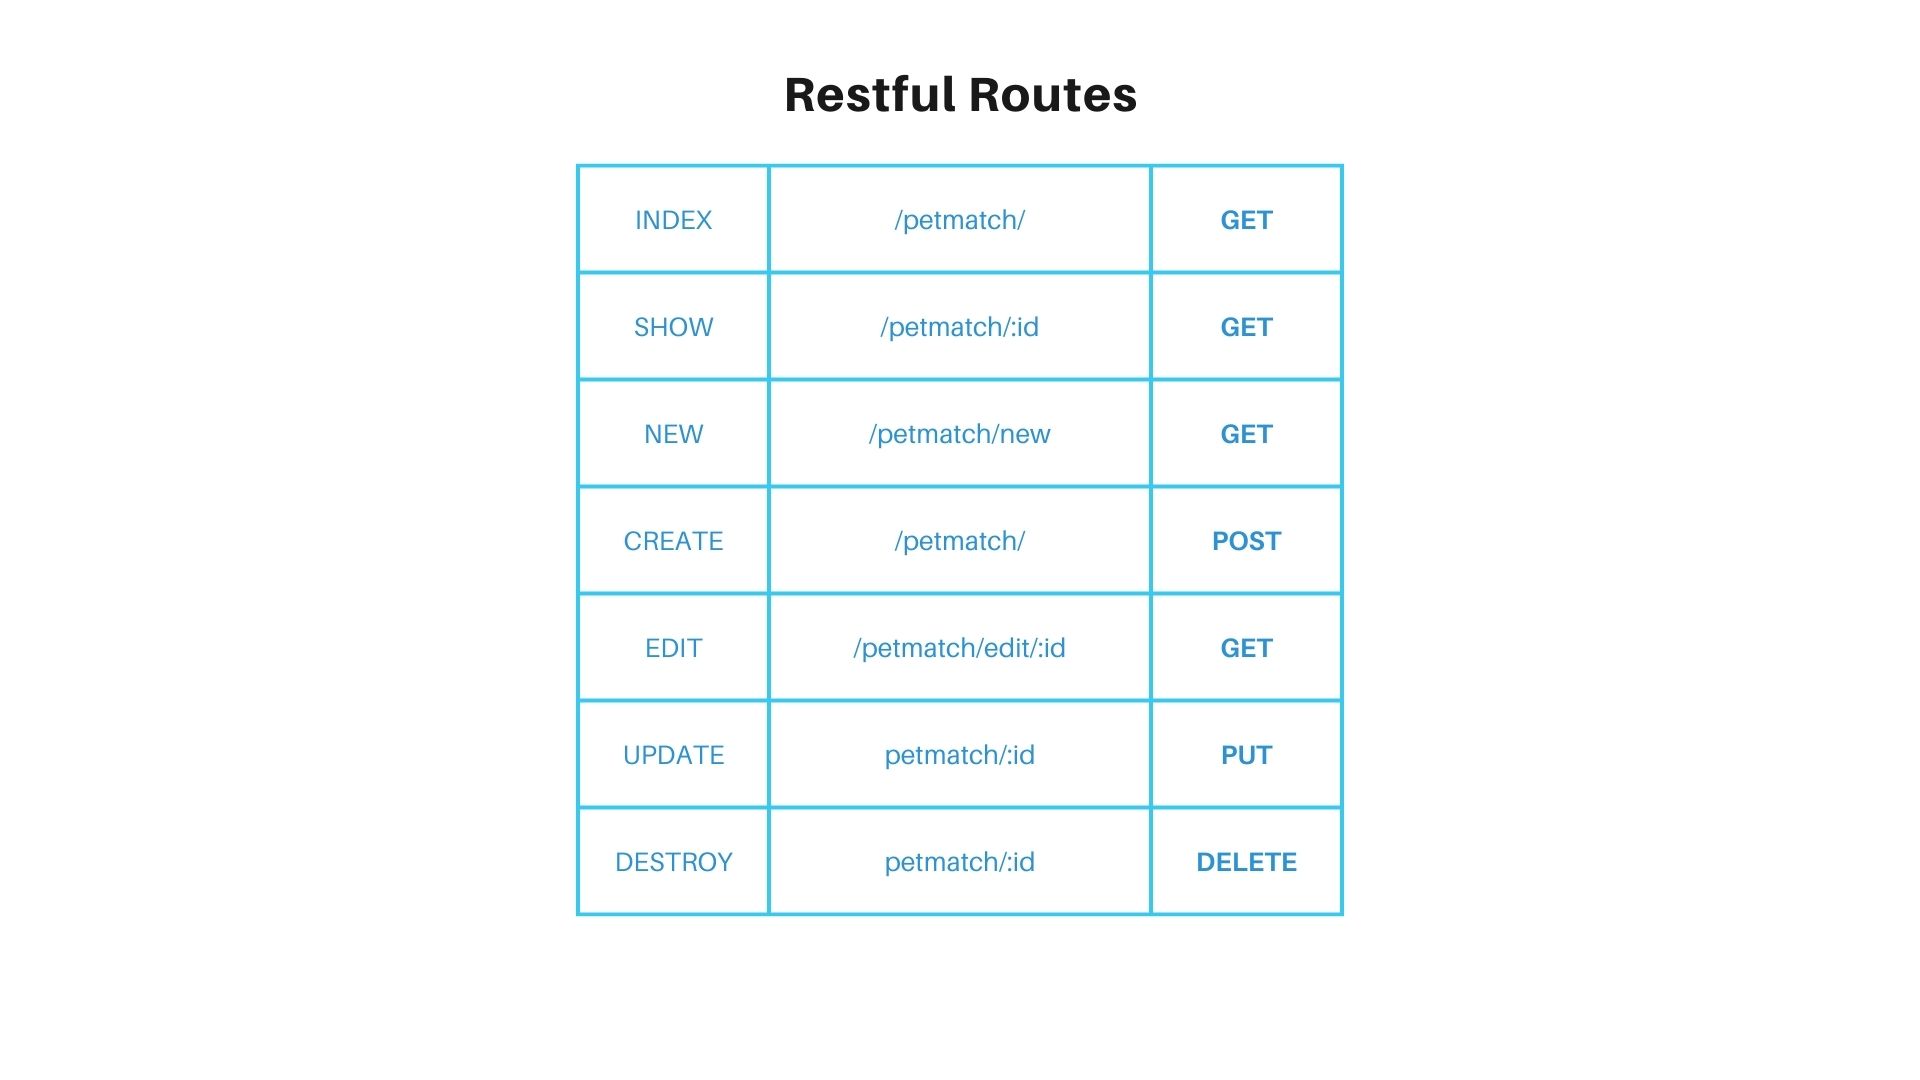 Restful Routes
INDEX /petmatch/ GET
SHOW /petmatch/:id GET
NEW /petmatch/new GET
CREATE /petmatch/ POST
EDIT /petmatch/edit/:id GET
UPDATE petmatch/:id PUT
DESTROY petmatch/:id DELETE